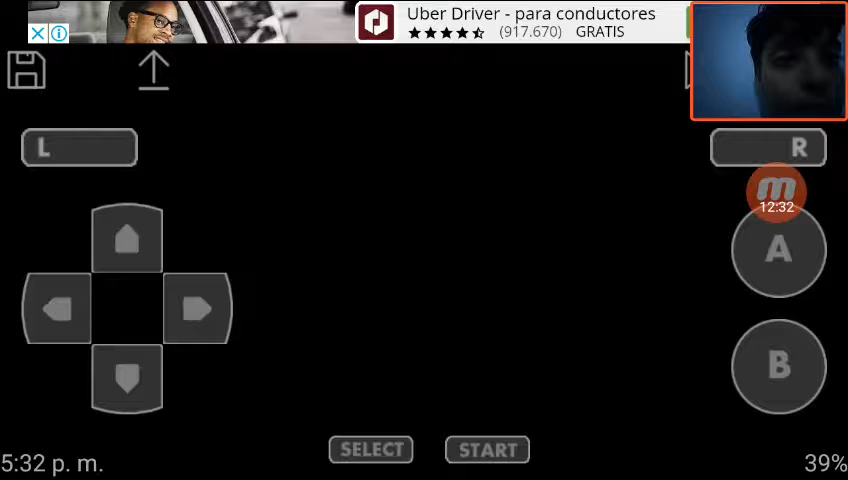 Uber Driver - para conductores
(917.670) GRATIS
L
R
m
12:32
A
B
SELECT
START
5:32 p. m.
39%